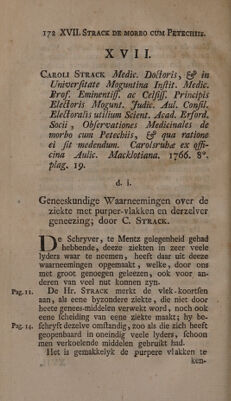 172 XVII. STRACK DE MORBO CUM PETECHIIS.
XVII.
CAROLI STRACK Medic. Doctoris, & in
Universitate Moguntina Instit. Medic.
Prof. Eminentiss. ac Celsiss. Principis
Electoris Mogunt. Judic. Aul. Consil.
Electoralis utilium Scient. Acad. Erford.
Socii, Observationes Medicinales de
morbo cum Petechiis, & qua ratione
ei sit medendum. Carolsruhæ ex offi-
cina Aulic. Macklotiana. 1766. 8°.
plag. 19.
d. i.
Geneeskundige Waarneemingen over de
ziekte met purper-vlakken en derzelver
geneezing; door C. STRACK.
De Schryver, te Mentz gelegenheid gehad
hebbende, deeze ziekten in zeer veele
lyders waar te neemen, heeft daar uit deeze
waarneemingen opgemaakt, welke, door ons
met groot genoegen geleezen, ook voor an-
deren van veel nut konnen zyn.
Pag. 11. De Hr. STRACK merkt de vlek-koortsen
aan, als eene byzondere ziekte, die niet door
heete genees-middelen verwekt word, noch ook
eene scheiding van eene ziekte maakt; hy be-
Pag. 14. schryft dezelve omstandig, zoo als die zich heeft
geopenbaard in oneindig veele lyders, schoon
men verkoelende middelen gebruikt had.
Het is gemakkelyk de purpere vlakken te
ken-